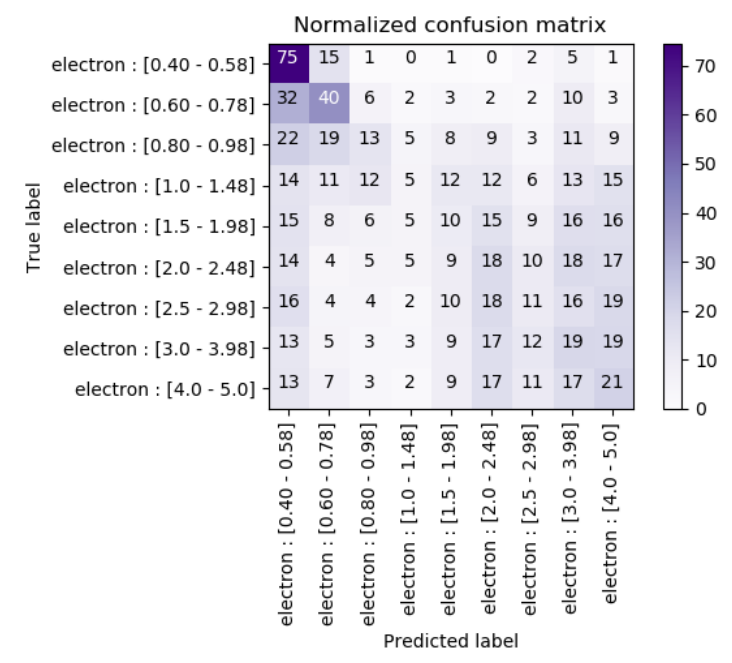 Normalized confusion matrix
electron : [0.40 - 0.58] 75 15 1 0 1 0 2 5 1
electron : [0.60 - 0.78] 32 40 6 2 3 2 2 10 3
electron : [0.80 - 0.98] 22 19 13 5 8 9 3 11 9
electron : [1.0 - 1.48] 14 11 12 5 12 12 6 13 15
electron : [1.5 - 1.98] 15 8 6 5 10 15 9 16 16
electron : [2.0 - 2.48] 14 4 5 5 9 18 10 18 17
electron : [2.5 - 2.98] 16 4 4 2 10 18 11 16 19
electron : [3.0 - 3.98] 13 5 3 3 9 17 12 19 19
electron : [4.0 - 5.0] 13 7 3 2 9 17 11 17 21
True label
electron : [0.40 - 0.58]
electron : [0.60 - 0.78]
electron : [0.80 - 0.98]
electron : [1.0 - 1.48]
electron : [1.5 - 1.98]
electron : [2.0 - 2.48]
electron : [2.5 - 2.98]
electron : [3.0 - 3.98]
electron : [4.0 - 5.0]
Predicted label
70
60
50
40
30
20
10
0